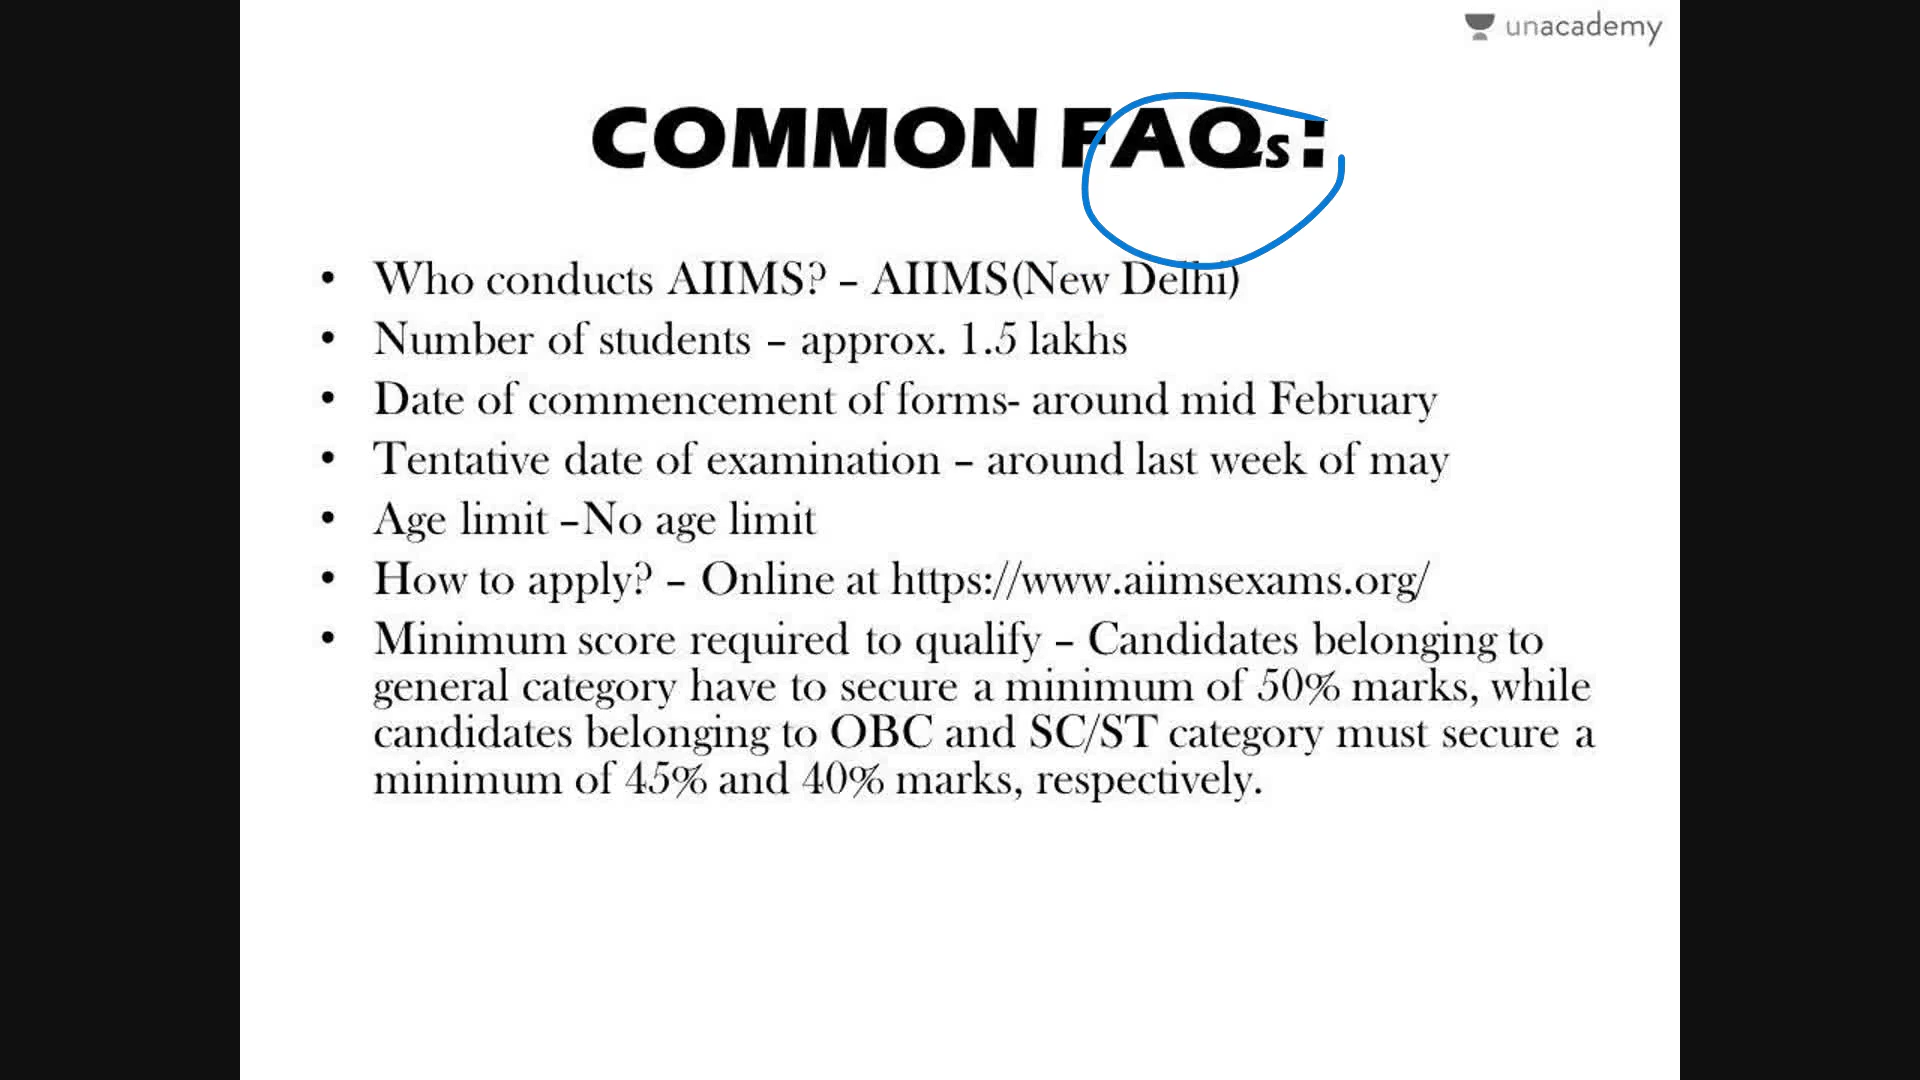 unacademy
COMMON FAQs:
• Who conducts AIIMS? – AIIMS(New Delhi)
• Number of students – approx. 1.5 lakhs
• Date of commencement of forms- around mid February
• Tentative date of examination – around last week of may
• Age limit –No age limit
• How to apply? – Online at https://www.aiimsexams.org/
• Minimum score required to qualify – Candidates belonging to
general category have to secure a minimum of 50% marks, while
candidates belonging to OBC and SC/ST category must secure a
minimum of 45% and 40% marks, respectively.